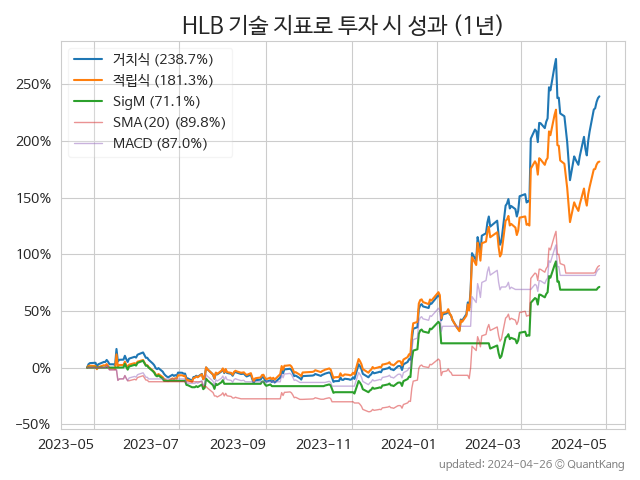 HLB 기술 지표로 투자 시 성과 (1년)
거치식 (238.7%)
적립식 (181.3%)
SigM (71.1%)
SMA(20) (89.8%)
MACD (87.0%)
250%
200%
150%
100%
50%
0%
−50%
2023-05 2023-07 2023-09 2023-11 2024-01 2024-03 2024-05
updated: 2024-04-26 © QuantKang